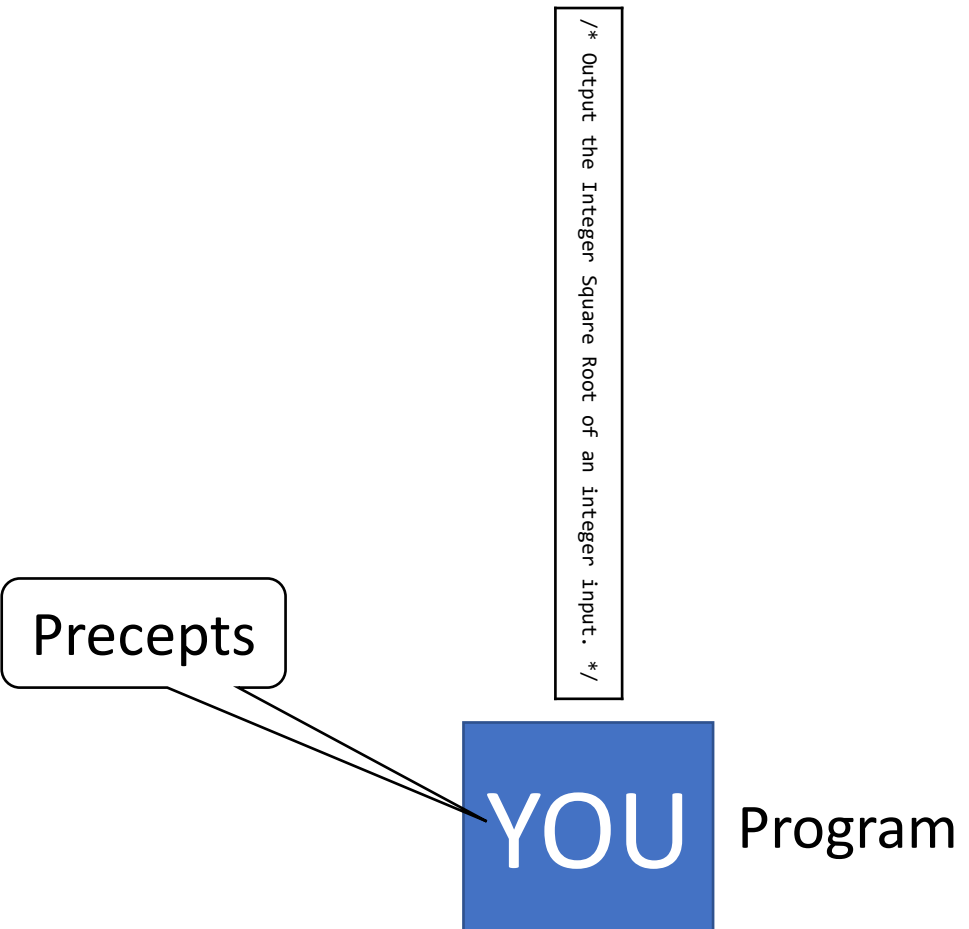 /* Output the Integer Square Root of an integer input. */
Precepts
YOU
Program